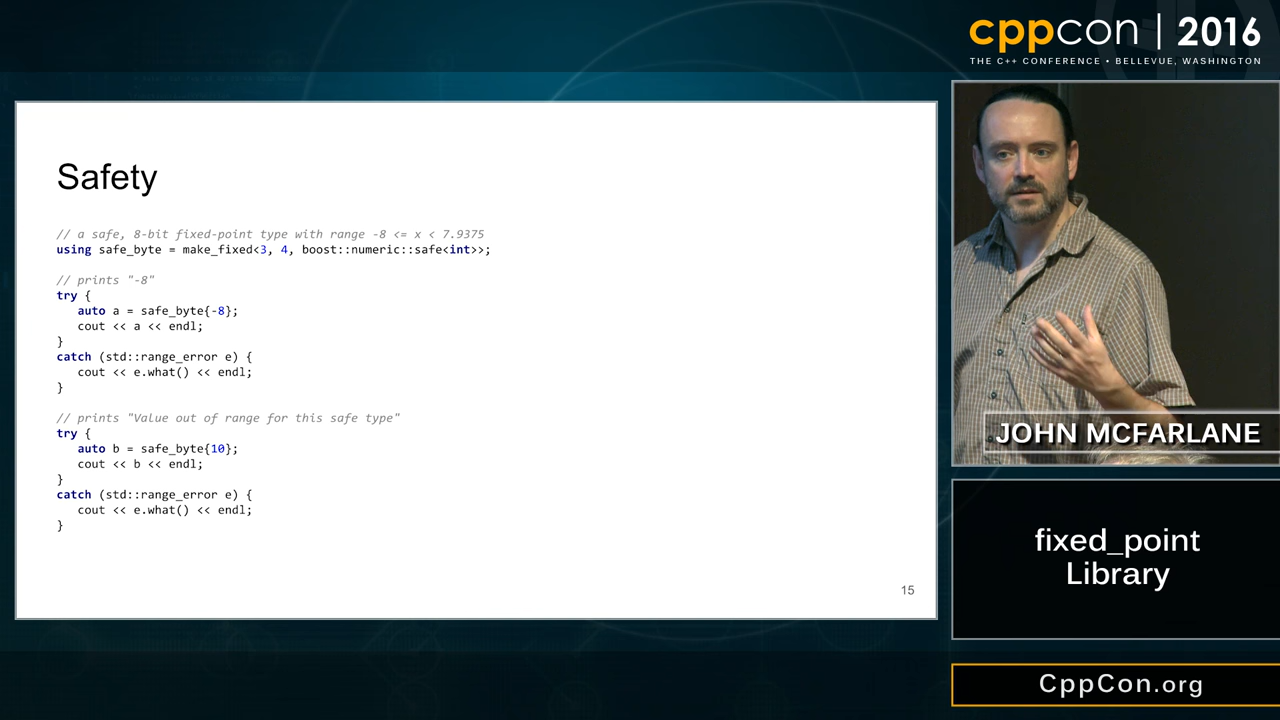 cppcon | 2016
THE C++ CONFERENCE • BELLEVUE, WASHINGTON
Safety
// a safe, 8-bit fixed-point type with range -8 <= x < 7.9375
using safe_byte = make_fixed<3, 4, boost::numeric::safe<int>>;
// prints "-8"
try {
auto a = safe_byte{-8};
cout << a << endl;
}
catch (std::range_error e) {
cout << e.what() << endl;
}
// prints "Value out of range for this safe type"
try {
auto b = safe_byte{10};
cout << b << endl;
}
catch (std::range_error e) {
cout << e.what() << endl;
}
15
JOHN MCFARLANE
fixed_point
Library
CppCon.org